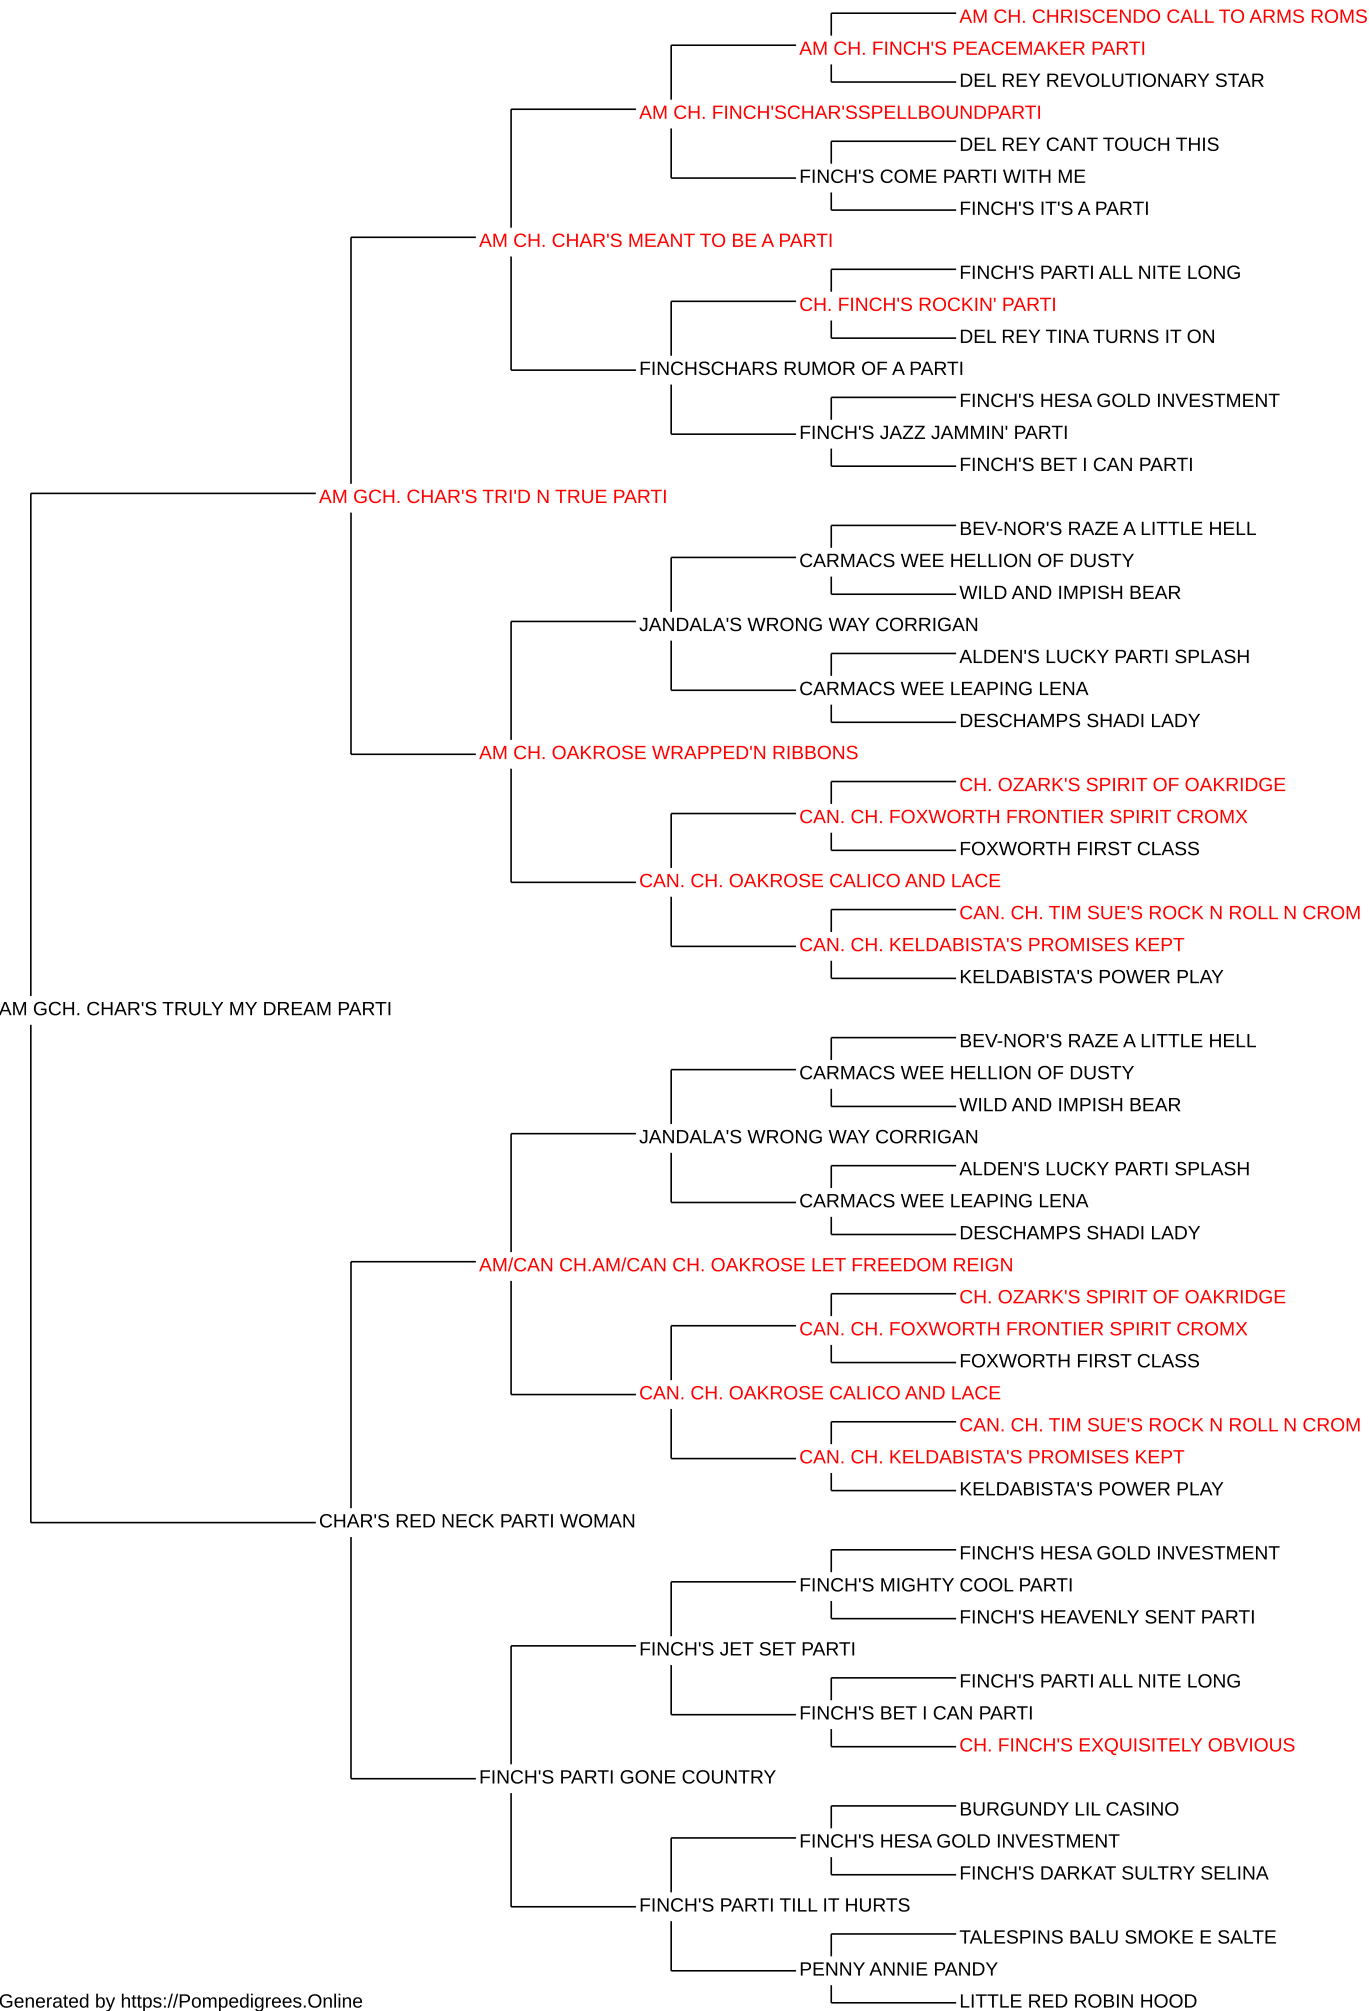 AM CH. CHRISCENDO CALL TO ARMS ROMS
AM CH. FINCH'S PEACEMAKER PARTI
DEL REY REVOLUTIONARY STAR
AM CH. FINCH'SCHAR'SSPELLBOUNDPARTI
DEL REY CANT TOUCH THIS
FINCH'S COME PARTI WITH ME
FINCH'S IT'S A PARTI
AM CH. CHAR'S MEANT TO BE A PARTI
FINCH'S PARTI ALL NITE LONG
CH. FINCH'S ROCKIN' PARTI
DEL REY TINA TURNS IT ON
FINCHSCHARS RUMOR OF A PARTI
FINCH'S HESA GOLD INVESTMENT
FINCH'S JAZZ JAMMIN' PARTI
FINCH'S BET I CAN PARTI
AM GCH. CHAR'S TRI'D N TRUE PARTI
BEV-NOR'S RAZE A LITTLE HELL
CARMACS WEE HELLION OF DUSTY
WILD AND IMPISH BEAR
JANDALA'S WRONG WAY CORRIGAN
ALDEN'S LUCKY PARTI SPLASH
CARMACS WEE LEAPING LENA
DESCHAMPS SHADI LADY
AM CH. OAKROSE WRAPPED'N RIBBONS
CH. OZARK'S SPIRIT OF OAKRIDGE
CAN. CH. FOXWORTH FRONTIER SPIRIT CROMX
FOXWORTH FIRST CLASS
CAN. CH. OAKROSE CALICO AND LACE
CAN. CH. TIM SUE'S ROCK N ROLL N CROM
CAN. CH. KELDABISTA'S PROMISES KEPT
KELDABISTA'S POWER PLAY
AM GCH. CHAR'S TRULY MY DREAM PARTI
BEV-NOR'S RAZE A LITTLE HELL
CARMACS WEE HELLION OF DUSTY
WILD AND IMPISH BEAR
JANDALA'S WRONG WAY CORRIGAN
ALDEN'S LUCKY PARTI SPLASH
CARMACS WEE LEAPING LENA
DESCHAMPS SHADI LADY
AM/CAN CH.AM/CAN CH. OAKROSE LET FREEDOM REIGN
CH. OZARK'S SPIRIT OF OAKRIDGE
CAN. CH. FOXWORTH FRONTIER SPIRIT CROMX
FOXWORTH FIRST CLASS
CAN. CH. OAKROSE CALICO AND LACE
CAN. CH. TIM SUE'S ROCK N ROLL N CROM
CAN. CH. KELDABISTA'S PROMISES KEPT
KELDABISTA'S POWER PLAY
CHAR'S RED NECK PARTI WOMAN
FINCH'S HESA GOLD INVESTMENT
FINCH'S MIGHTY COOL PARTI
FINCH'S HEAVENLY SENT PARTI
FINCH'S JET SET PARTI
FINCH'S PARTI ALL NITE LONG
FINCH'S BET I CAN PARTI
CH. FINCH'S EXQUISITELY OBVIOUS
FINCH'S PARTI GONE COUNTRY
BURGUNDY LIL CASINO
FINCH'S HESA GOLD INVESTMENT
FINCH'S DARKAT SULTRY SELINA
FINCH'S PARTI TILL IT HURTS
TALESPINS BALU SMOKE E SALTE
PENNY ANNIE PANDY
LITTLE RED ROBIN HOOD
Generated by https://Pompedigrees.Online